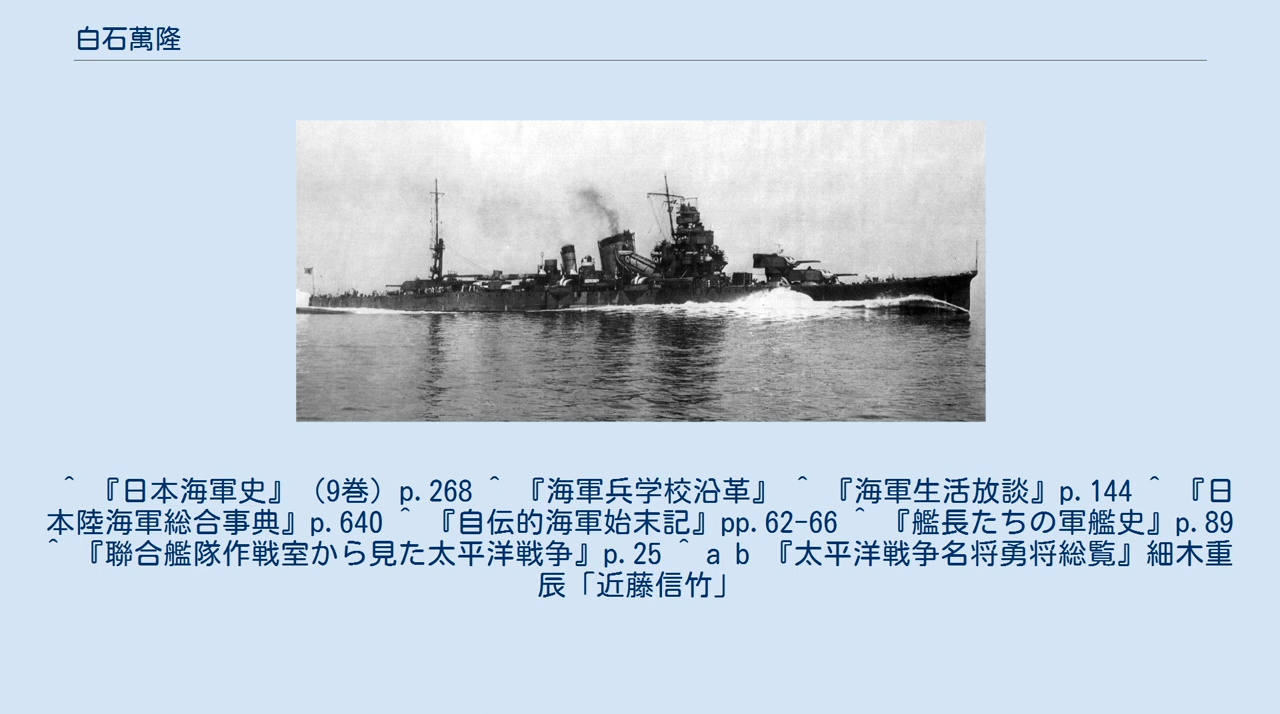 白石萬隆
^ 『日本海軍史』（9巻）p.268 ^ 『海軍兵学校沿革』 ^ 『海軍生活放談』p.144 ^ 『日
本陸海軍総合事典』p.640 ^ 『自伝的海軍始末記』pp.62-66 ^ 『艦長たちの軍艦史』p.89
^ 『聯合艦隊作戦室から見た太平洋戦争』p.25 ^ a b 『太平洋戦争名将勇将総覧』細木重
辰「近藤信竹」